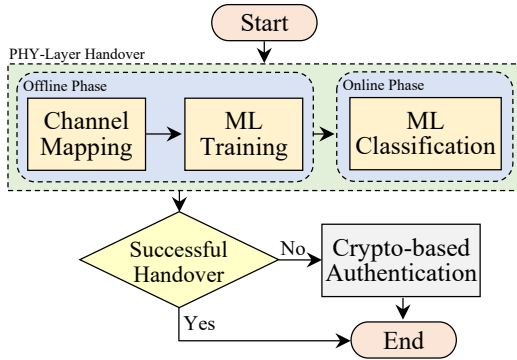 Start
PHY-Layer Handover
Offline Phase
Channel
Mapping
ML
Training
Online Phase
ML
Classification
Successful
Handover
No
Crypto-based
Authentication
Yes
End